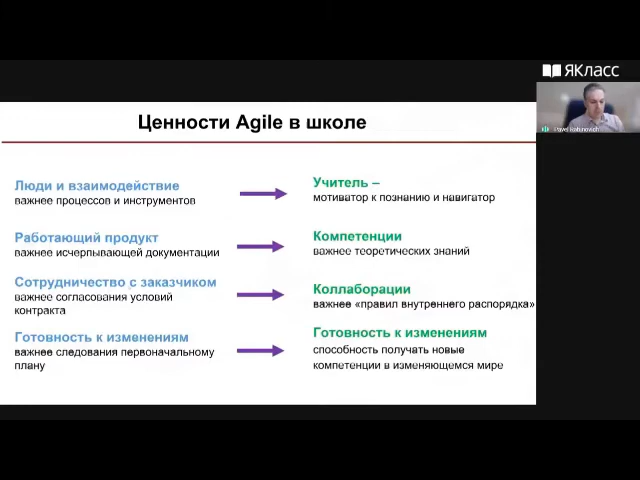 ЯКласс
Pavel Rabinovich
Ценности Agile в школе
Люди и взаимодействие
важнее процессов и инструментов
Учитель –
мотиватор к познанию и навигатор
Работающий продукт
важнее исчерпывающей документации
Компетенции
важнее теоретических знаний
Сотрудничество с заказчиком
важнее согласования условий
контракта
Коллаборации
важнее «правил внутреннего распорядка»
Готовность к изменениям
важнее следования первоначальному
плану
Готовность к изменениям
способность получать новые
компетенции в изменяющемся мире